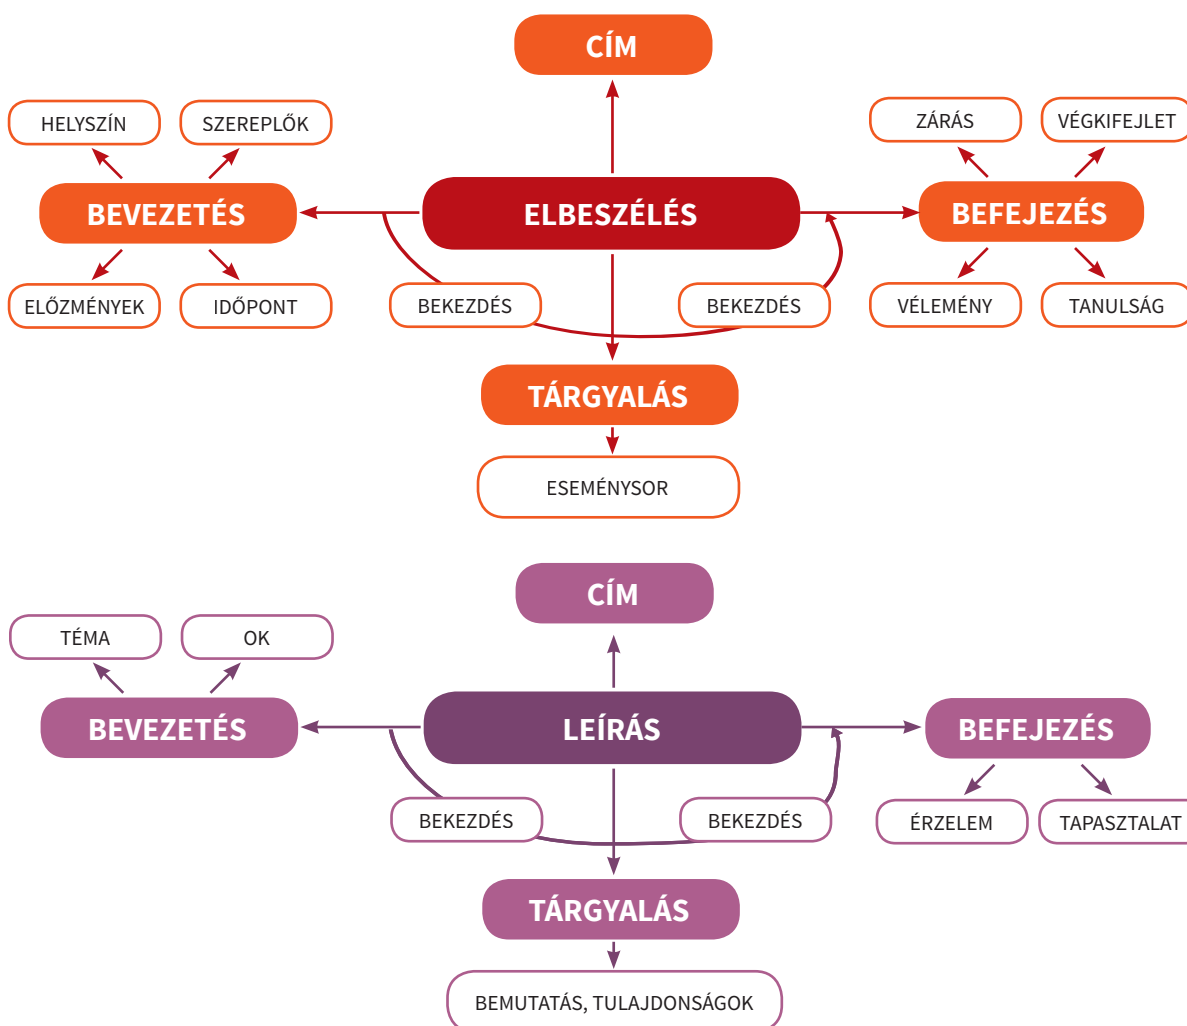 CÍM
HELYSZÍN
SZEREPLŐK
ZÁRÁS
VÉGKIFEJLET
BEVEZETÉS
ELBESZÉLÉS
BEFEJEZÉS
ELŐZMÉNYEK
IDŐPONT
BEKEZDÉS
BEKEZDÉS
VÉLEMÉNY
TANULSÁG
TÁRGYALÁS
ESEMÉNYSOR
CÍM
TÉMA
OK
BEVEZETÉS
LEÍRÁS
BEFEJEZÉS
BEKEZDÉS
BEKEZDÉS
ÉRZELEM
TAPASZTALAT
TÁRGYALÁS
BEMUTATÁS, TULAJDONSÁGOK